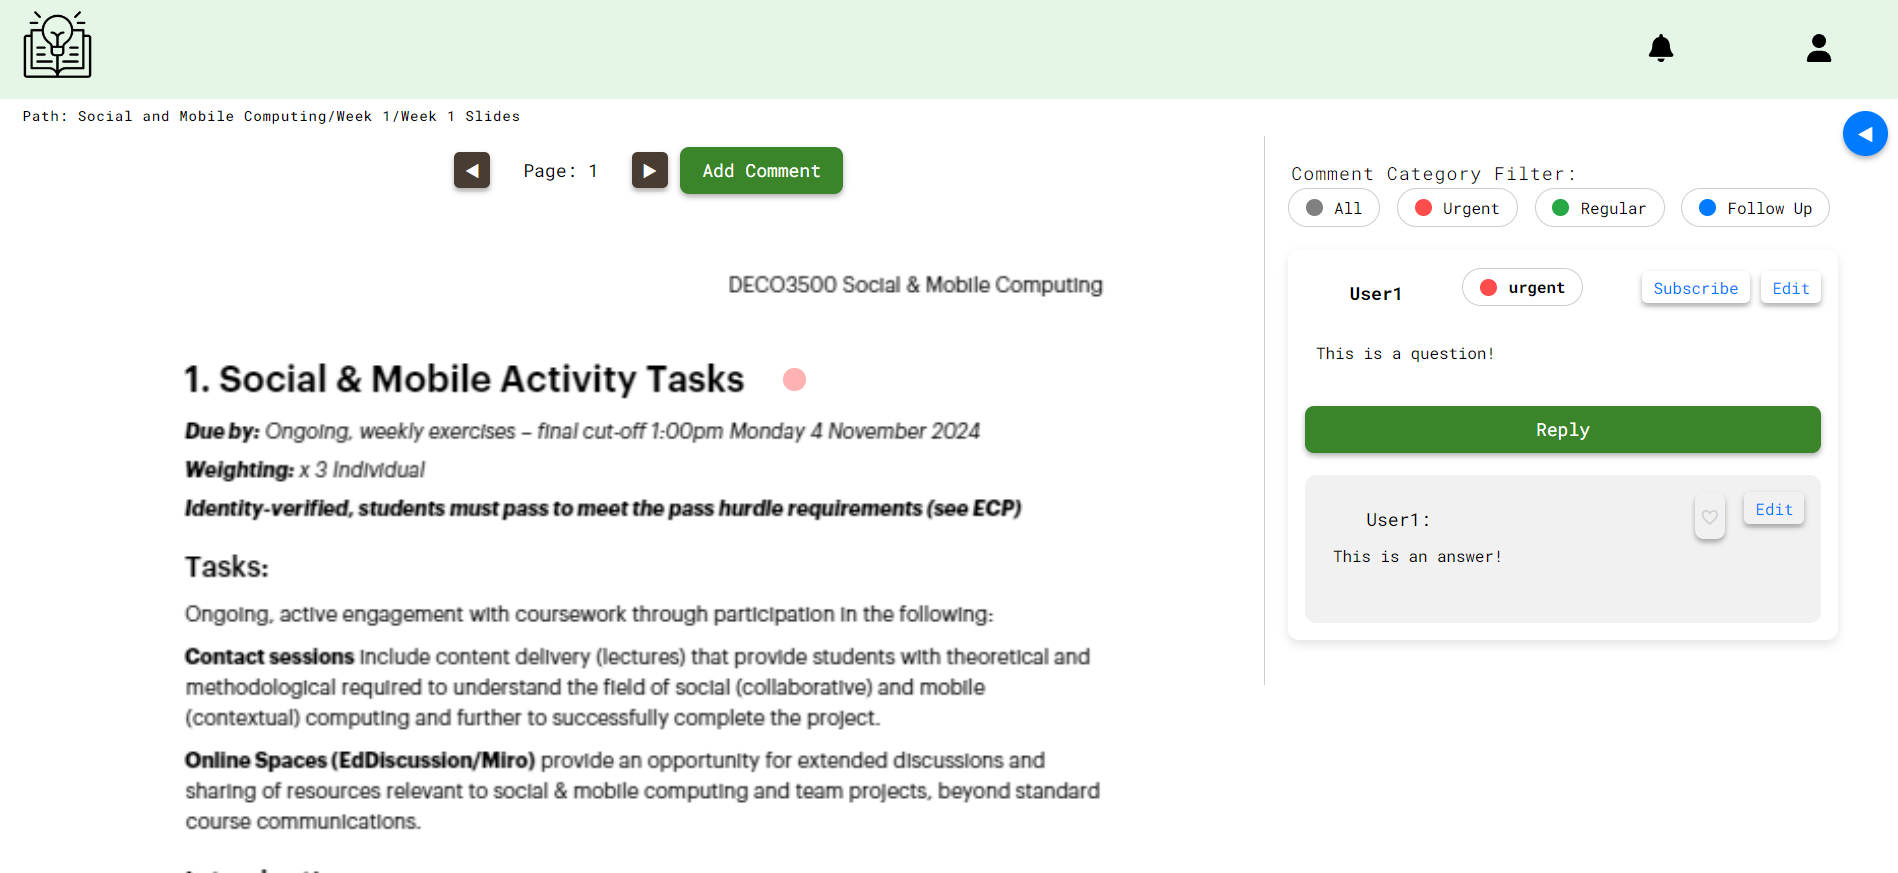 Path: Social and Mobile Computing/Week 1/Week 1 Slides
Page: 1
Add Comment
DECO3500 Social & Mobile Computing
1. Social & Mobile Activity Tasks
Due by: Ongoing, weekly exercises – final cut-off 1:00pm Monday 4 November 2024
Weighting: x 3 Individual
Identity-verified, students must pass to meet the pass hurdle requirements (see ECP)
Tasks:
Ongoing, active engagement with coursework through participation in the following:
Contact sessions include content delivery (lectures) that provide students with theoretical and
methodological required to understand the field of social (collaborative) and mobile
(contextual) computing and further to successfully complete the project.
Online Spaces (EdDiscussion/Miro) provide an opportunity for extended discussions and
sharing of resources relevant to social & mobile computing and team projects, beyond standard
course communications.
Comment Category Filter:
All Urgent Regular Follow Up
User1 urgent Subscribe Edit
This is a question!
Reply
User1: Edit
This is an answer!